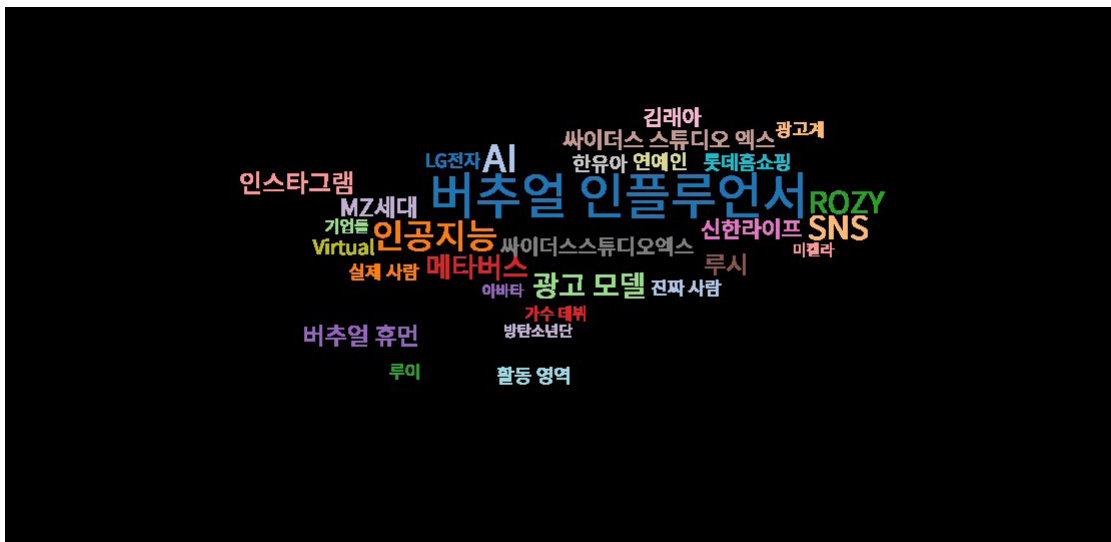 김래아
싸이더스 스튜디오 엑스 광고계
LG전자 AI 한유아 연예인 롯데홈쇼핑
인스타그램 버추얼 인플루언서 ROZY
MZ세대
기업들 인공지능 신한라이프 SNS
Virtual 싸이더스스튜디오엑스 미켈라
실제 사람 메타버스 루시
아바타 광고 모델 진짜 사람
가수 데뷔
버추얼 휴먼 방탄소년단
루이 활동 영역